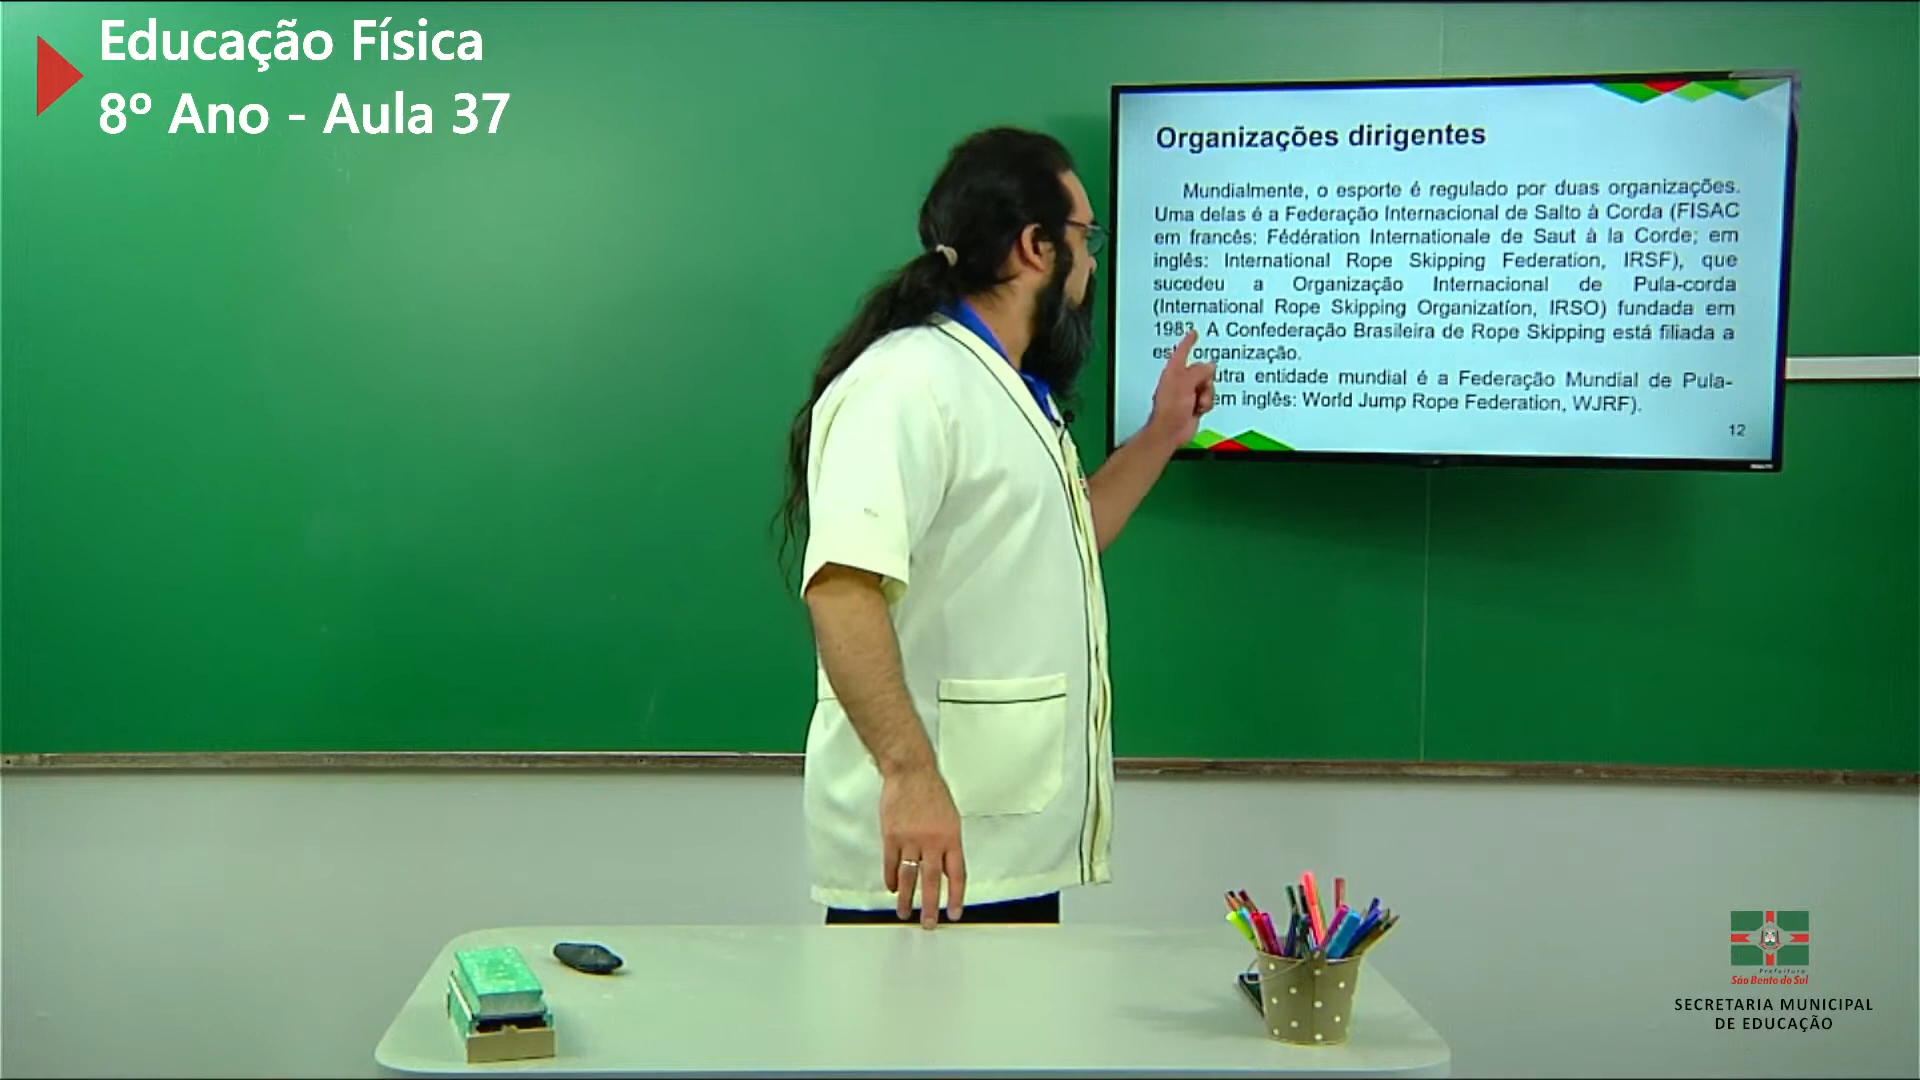 Educação Física
8º Ano - Aula 37
Organizações dirigentes
Mundialmente, o esporte é regulado por duas organizações.
Uma delas é a Federação Internacional de Salto à Corda (FISAC
em francês: Fédération Internationale de Saut à la Corde; em
inglês: International Rope Skipping Federation, IRSF), que
sucedeu a Organização Internacional de Pula-corda
(International Rope Skipping Organization, IRSO) fundada em
1983. A Confederação Brasileira de Rope Skipping está filiada a
organização.
entidade mundial é a Federação Mundial de Pula-
em inglês: World Jump Rope Federation, WJRF).
12
Prefeitura
São Bento do Sul
SECRETARIA MUNICIPAL
DE EDUCAÇÃO